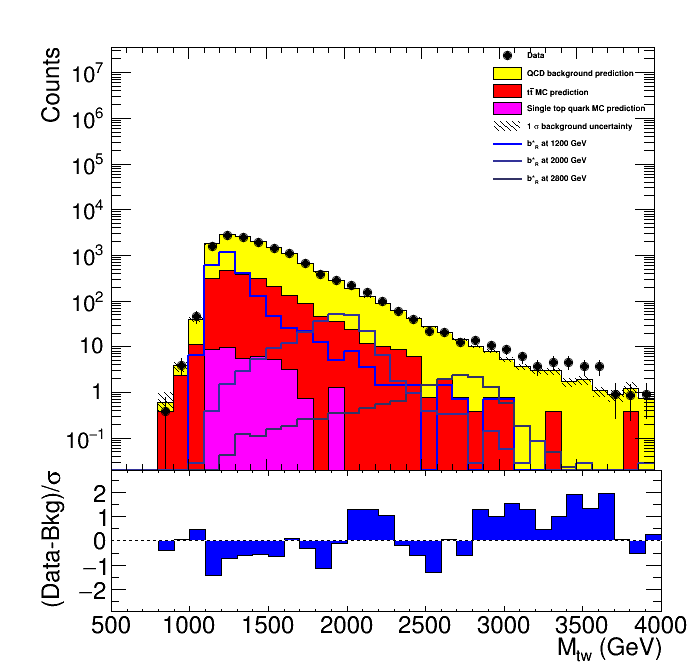 Counts
10⁷
10⁶
10⁵
10⁴
10³
10²
10
1
10⁻¹
Data
QCD background prediction
tt̄ MC prediction
Single top quark MC prediction
1 σ background uncertainty
b*R at 1200 GeV
b*R at 2000 GeV
b*R at 2800 GeV
(Data-Bkg)/σ
2
1
0
−1
−2
500 1000 1500 2000 2500 3000 3500 4000
Mtw (GeV)